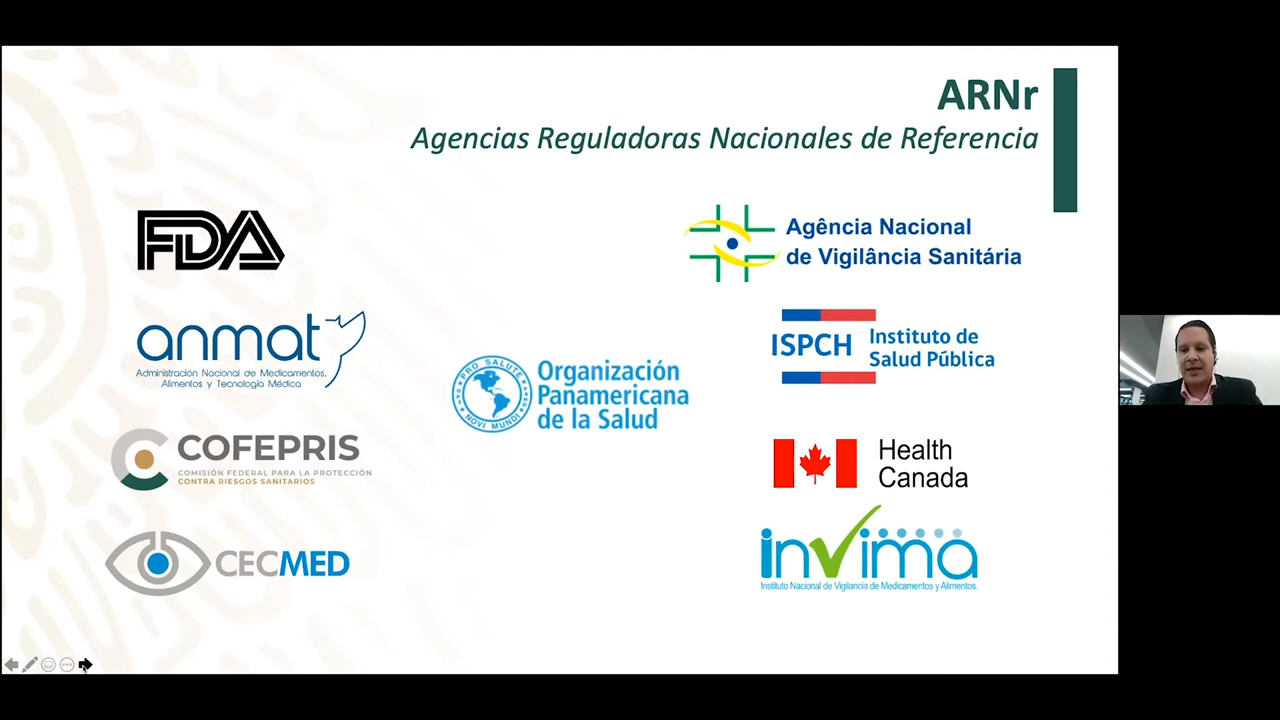 ARNr
Agencias Reguladoras Nacionales de Referencia
FDA
anmat
Administración Nacional de Medicamentos,
Alimentos y Tecnología Médica
COFEPRIS
COMISIÓN FEDERAL PARA LA PROTECCIÓN
CONTRA RIESGOS SANITARIOS
CECMED
PRO SALUTE
NOVI MUNDI
Organización
Panamericana
de la Salud
Agência Nacional
de Vigilância Sanitária
ISPCH
Instituto de
Salud Pública
Health
Canada
invima
Instituto Nacional de Vigilancia de Medicamentos y Alimentos.